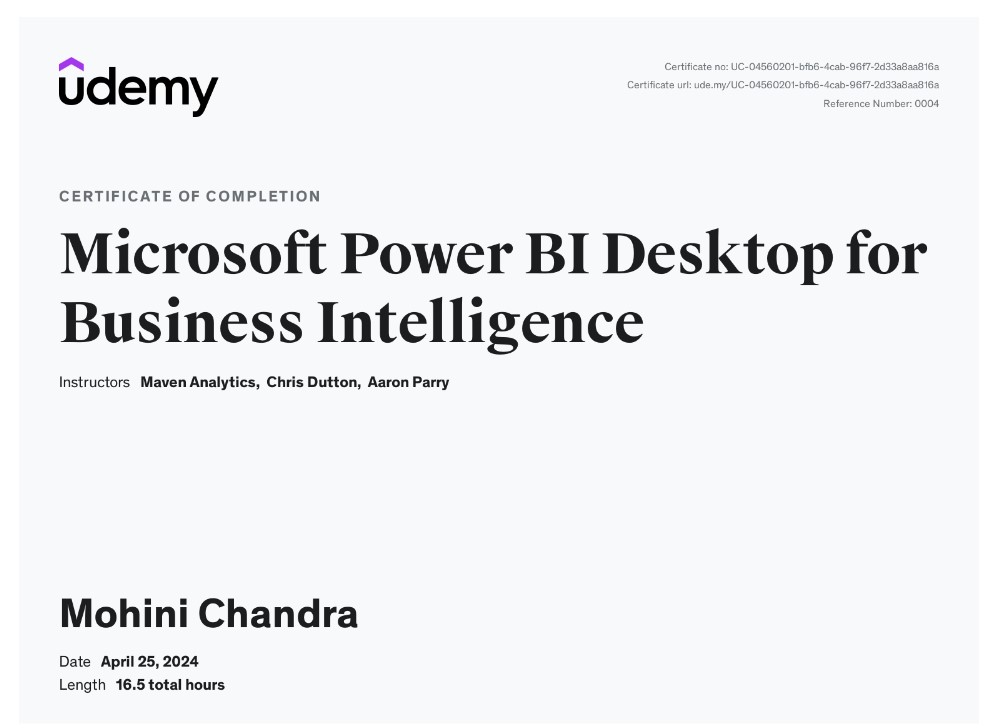 udemy
Certificate no: UC-04560201-bfb6-4cab-96f7-2d33a8aa816a
Certificate url: ude.my/UC-04560201-bfb6-4cab-96f7-2d33a8aa816a
Reference Number: 0004
CERTIFICATE OF COMPLETION
Microsoft Power BI Desktop for
Business Intelligence
Instructors Maven Analytics, Chris Dutton, Aaron Parry
Mohini Chandra
Date April 25, 2024
Length 16.5 total hours